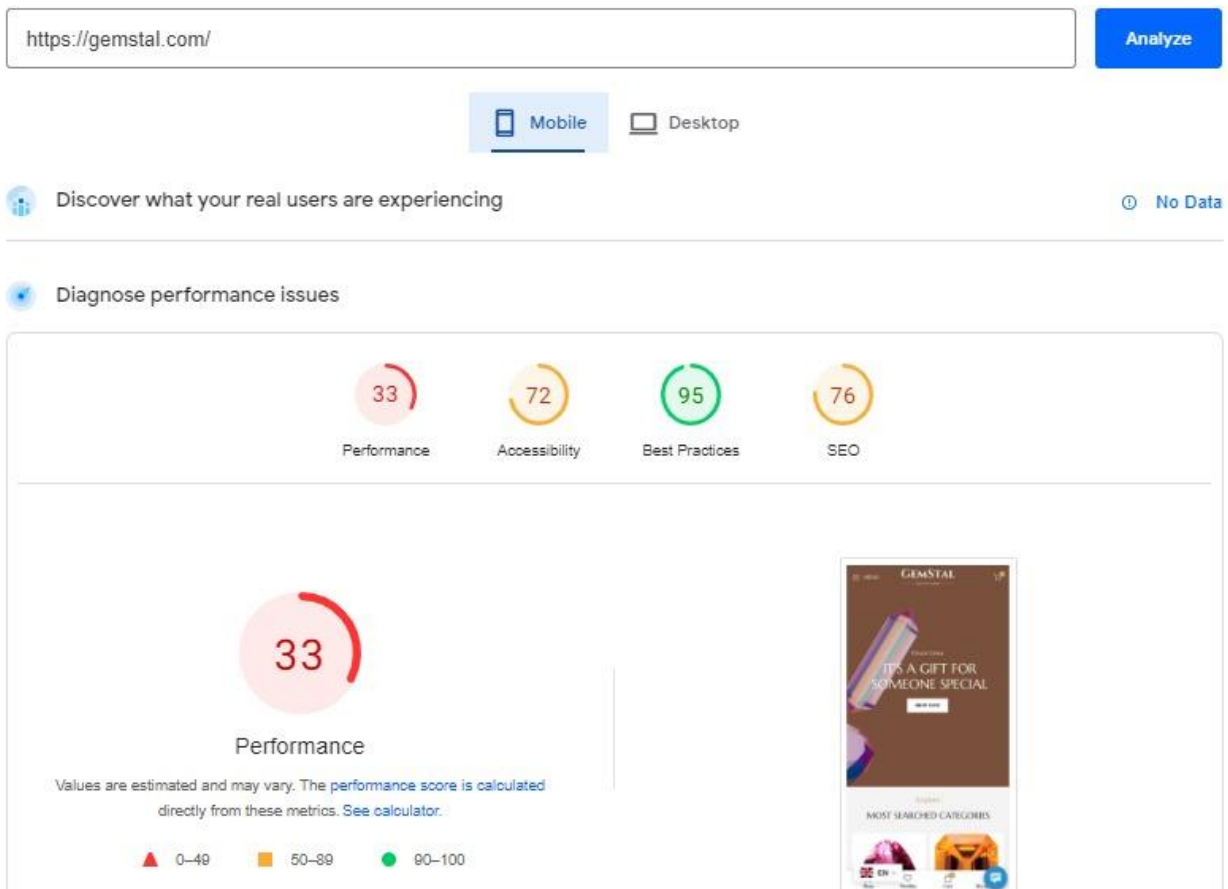 https://gemstal.com/
Analyze
Mobile
Desktop
Discover what your real users are experiencing
No Data
Diagnose performance issues
33
72
95
76
Performance
Accessibility
Best Practices
SEO
33
Performance
Values are estimated and may vary. The performance score is calculated
directly from these metrics. See calculator.
0–49
50–89
90–100
MENU
GEMSTAL
IT'S A GIFT FOR
SOMEONE SPECIAL
SHOP NOW
MOST SEARCHED CATEGORIES
EN